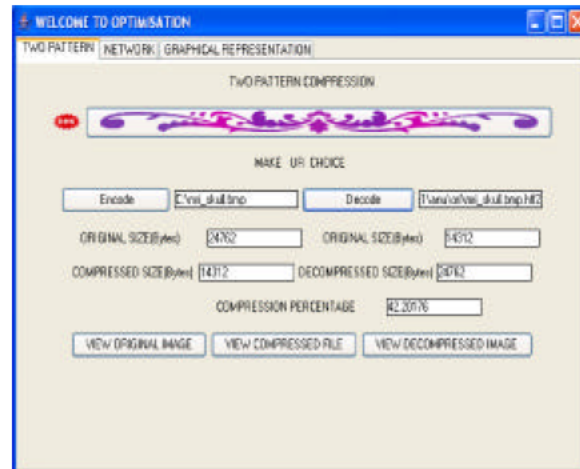 WELCOME TO OPTIMISATION
TWO PATTERN NETWORK GRAPHICAL REPRESENTATION
TWO PATTERN COMPRESSION
MAKE UR CHOICE
Encode C:\mri_skull.bmp Decode
ORIGINAL SIZE(Bytes) 24762 ORIGINAL SIZE(Bytes) 14312
COMPRESSED SIZE(Bytes) 14312 DECOMPRESSED SIZE(Bytes) 24762
COMPRESSION PERCENTAGE 42.20176
VIEW ORIGINAL IMAGE VIEW COMPRESSED FILE VIEW DECOMPRESSED IMAGE